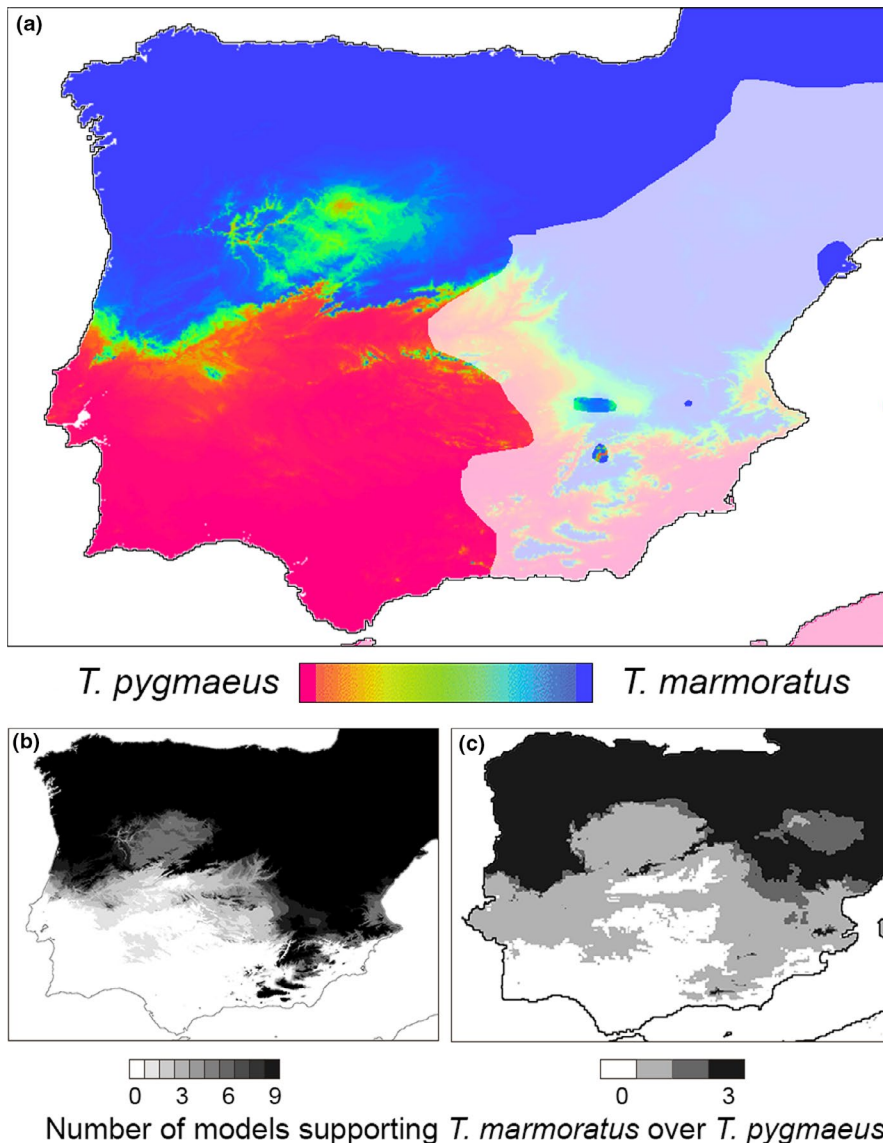 (a)
T. pygmaeus T. marmoratus
(b) (c)
0 3 6 9 0 3
Number of models supporting T. marmoratus over T. pygmaeus